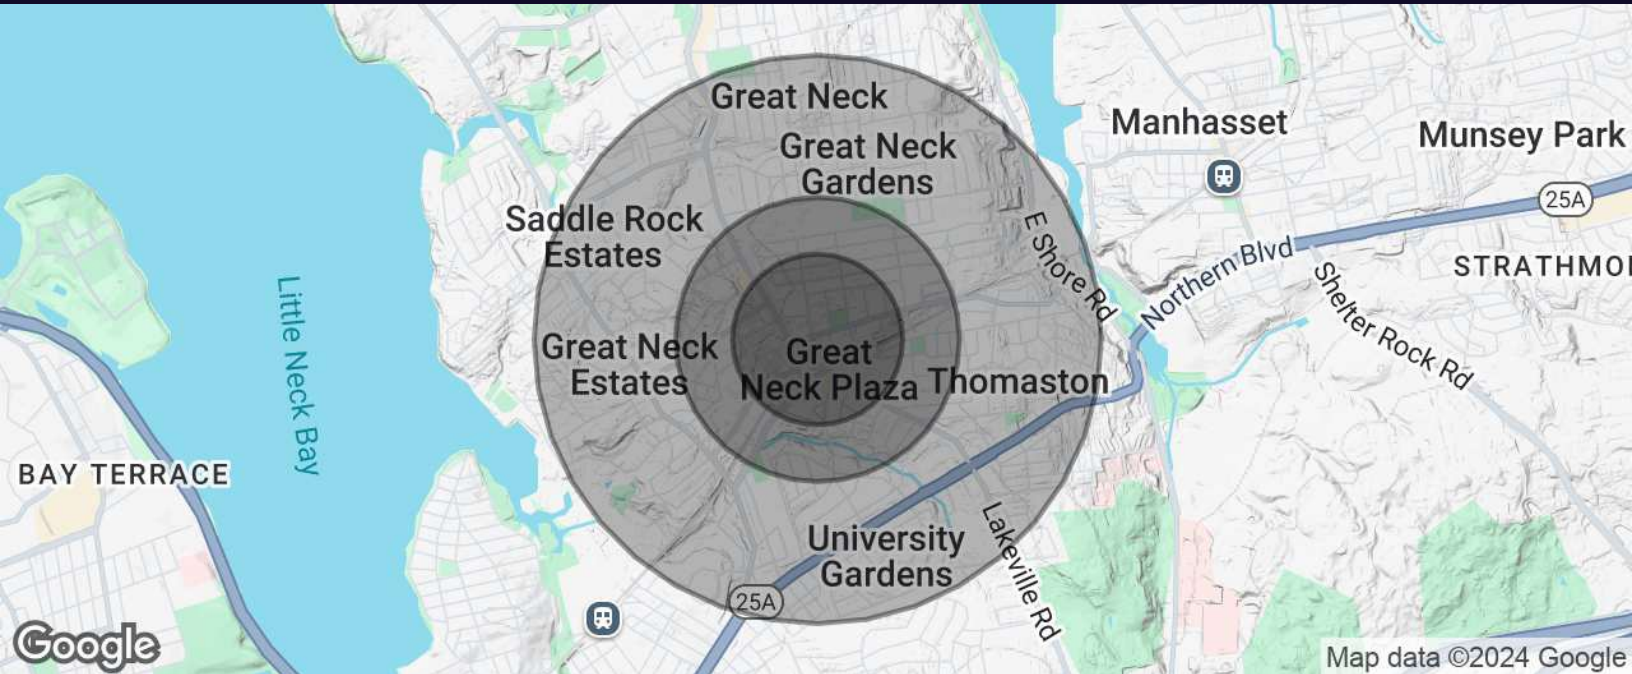 Great Neck
Great Neck
Gardens
Manhasset
Munsey Park
25A
Saddle Rock
Estates
E Shore Rd
Northern Blvd
STRATHMO
Shelter Rock Rd
Little Neck Bay
Great Neck
Estates
Great
Neck Plaza
Thomaston
BAY TERRACE
University
Gardens
Lakeville Rd
25A
Google
Map data ©2024 Google